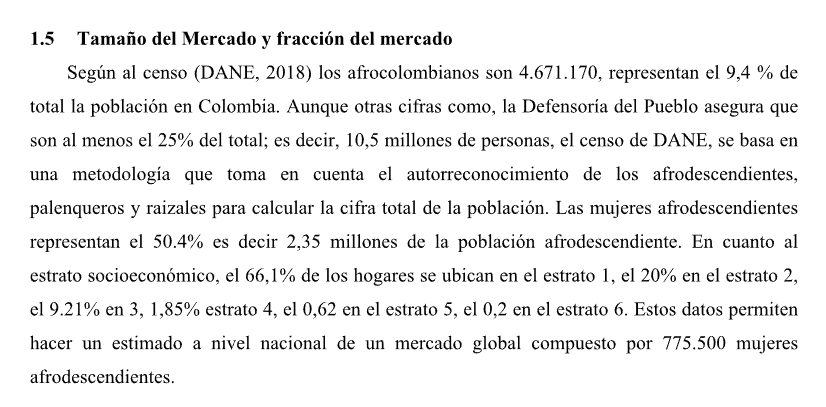 1.5 Tamaño del Mercado y fracción del mercado
Según al censo (DANE, 2018) los afrocolombianos son 4.671.170, representan el 9,4 % de
total la población en Colombia. Aunque otras cifras como, la Defensoría del Pueblo asegura que
son al menos el 25% del total; es decir, 10,5 millones de personas, el censo de DANE, se basa en
una metodología que toma en cuenta el autorreconocimiento de los afrodescendientes,
palenqueros y raizales para calcular la cifra total de la población. Las mujeres afrodescendientes
representan el 50.4% es decir 2,35 millones de la población afrodescendiente. En cuanto al
estrato socioeconómico, el 66,1% de los hogares se ubican en el estrato 1, el 20% en el estrato 2,
el 9.21% en 3, 1,85% estrato 4, el 0,62 en el estrato 5, el 0,2 en el estrato 6. Estos datos permiten
hacer un estimado a nivel nacional de un mercado global compuesto por 775.500 mujeres
afrodescendientes.